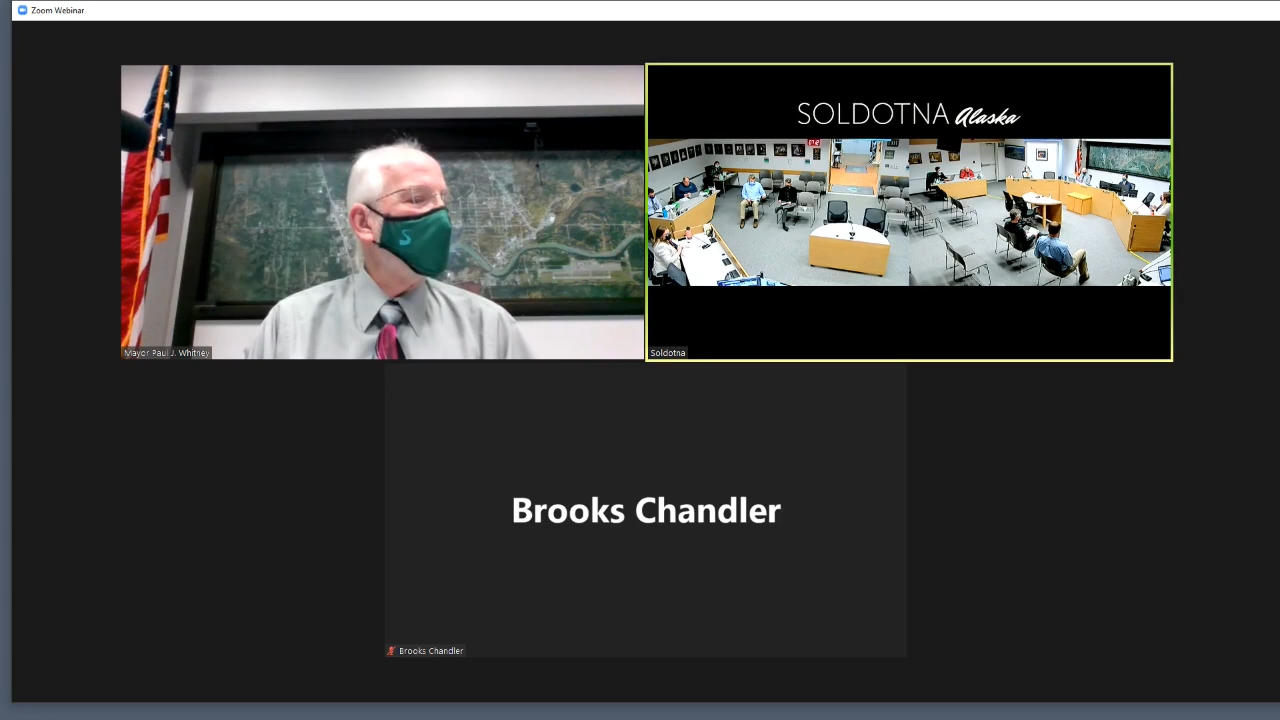 Zoom Webinar
SOLDOTNA Alaska
Mayor Paul J. Whitney
Soldotna
Brooks Chandler
Brooks Chandler